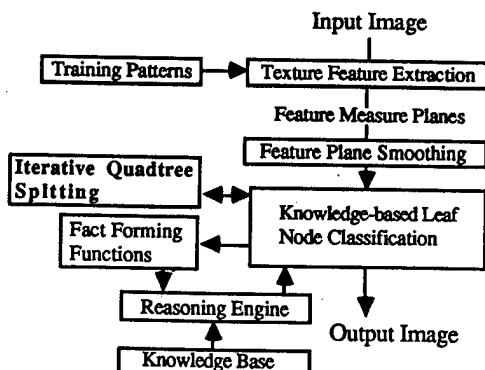 Input Image
Training Patterns
Texture Feature Extraction
Feature Measure Planes
Feature Plane Smoothing
Iterative Quadtree
Spltting
Knowledge-based Leaf
Node Classification
Fact Forming
Functions
Reasoning Engine
Output Image
Knowledge Base